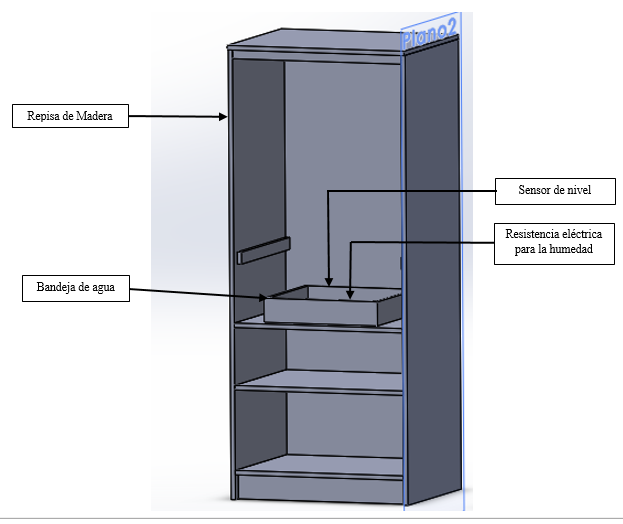 Plano2
Repisa de Madera
Sensor de nivel
Resistencia eléctrica
para la humedad
Bandeja de agua